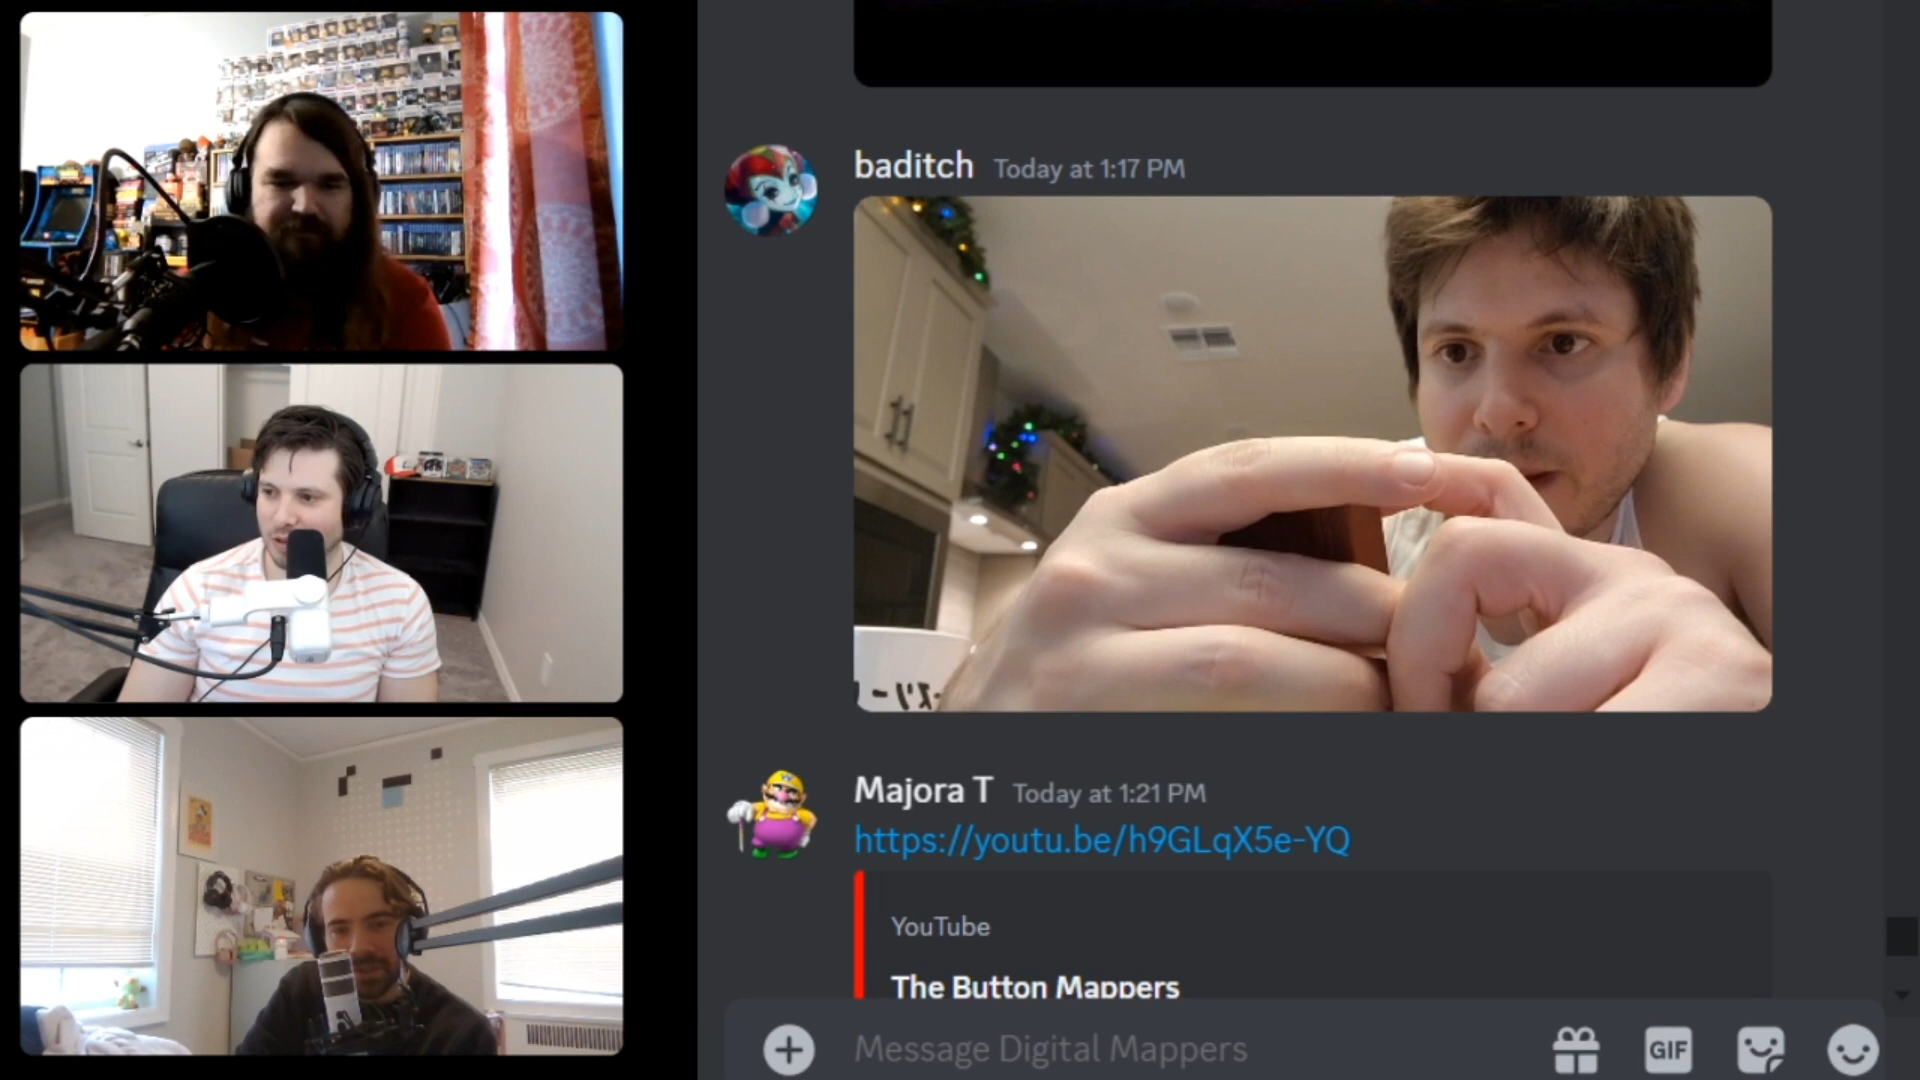 baditch Today at 1:17 PM
Majora T Today at 1:21 PM
https://youtu.be/h9GLqX5e-YQ
YouTube
The Button Mappers
Message Digital Mappers
GIF